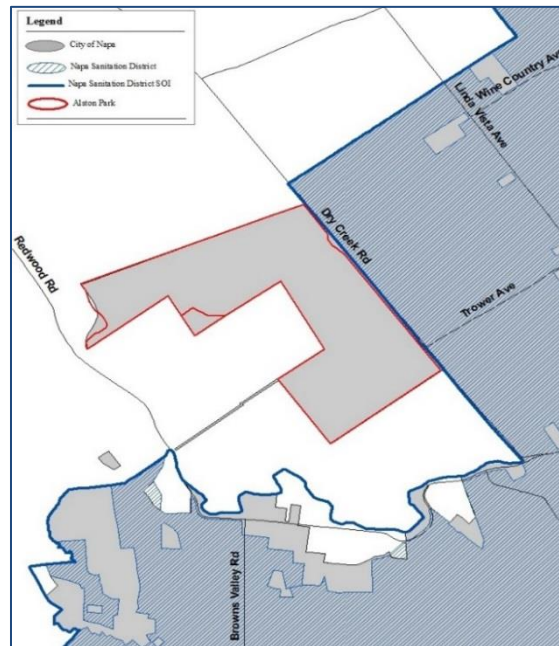 Legend
City of Napa
Napa Sanitation District
Napa Sanitation District SOI
Alston Park
Wine Country Av
Linda Vista Ave
Dry Creek Rd
Redwood Rd
Trower Ave
Browns Valley Rd